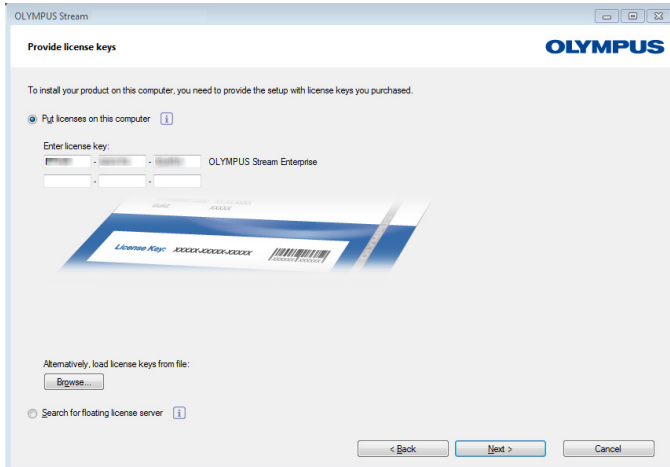 OLYMPUS Stream
Provide license keys
OLYMPUS
To install your product on this computer, you need to provide the setup with license keys you purchased.
Put licenses on this computer
Enter license key:
- - OLYMPUS Stream Enterprise
- -
XXXXX
License Key: XXXXX-XXXXX-XXXXX
Alternatively, load license keys from file:
Browse...
Search for floating license server
< Back Next > Cancel